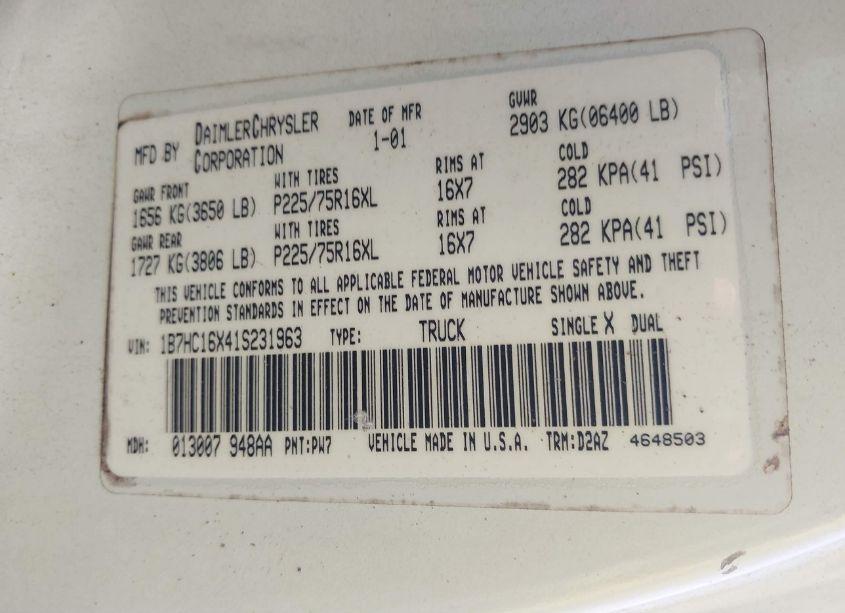 MFD BY DAIMLERCHRYSLER CORPORATION DATE OF MFR 1-01 GVWR 2903 KG(06400 LB)
GAWR FRONT WITH TIRES RIMS AT COLD
1656 KG(3650 LB) P225/75R16XL 16X7 282 KPA(41 PSI)
GAWR REAR WITH TIRES RIMS AT COLD
1727 KG(3806 LB) P225/75R16XL 16X7 282 KPA(41 PSI)
THIS VEHICLE CONFORMS TO ALL APPLICABLE FEDERAL MOTOR VEHICLE SAFETY AND THEFT
PREVENTION STANDARDS IN EFFECT ON THE DATE OF MANUFACTURE SHOWN ABOVE.
VIN: 1B7HC16X41S231963 TYPE: TRUCK SINGLE X DUAL
MDH: 013007 948AA PNT:PW7 VEHICLE MADE IN U.S.A. TRM:D2AZ 4648503